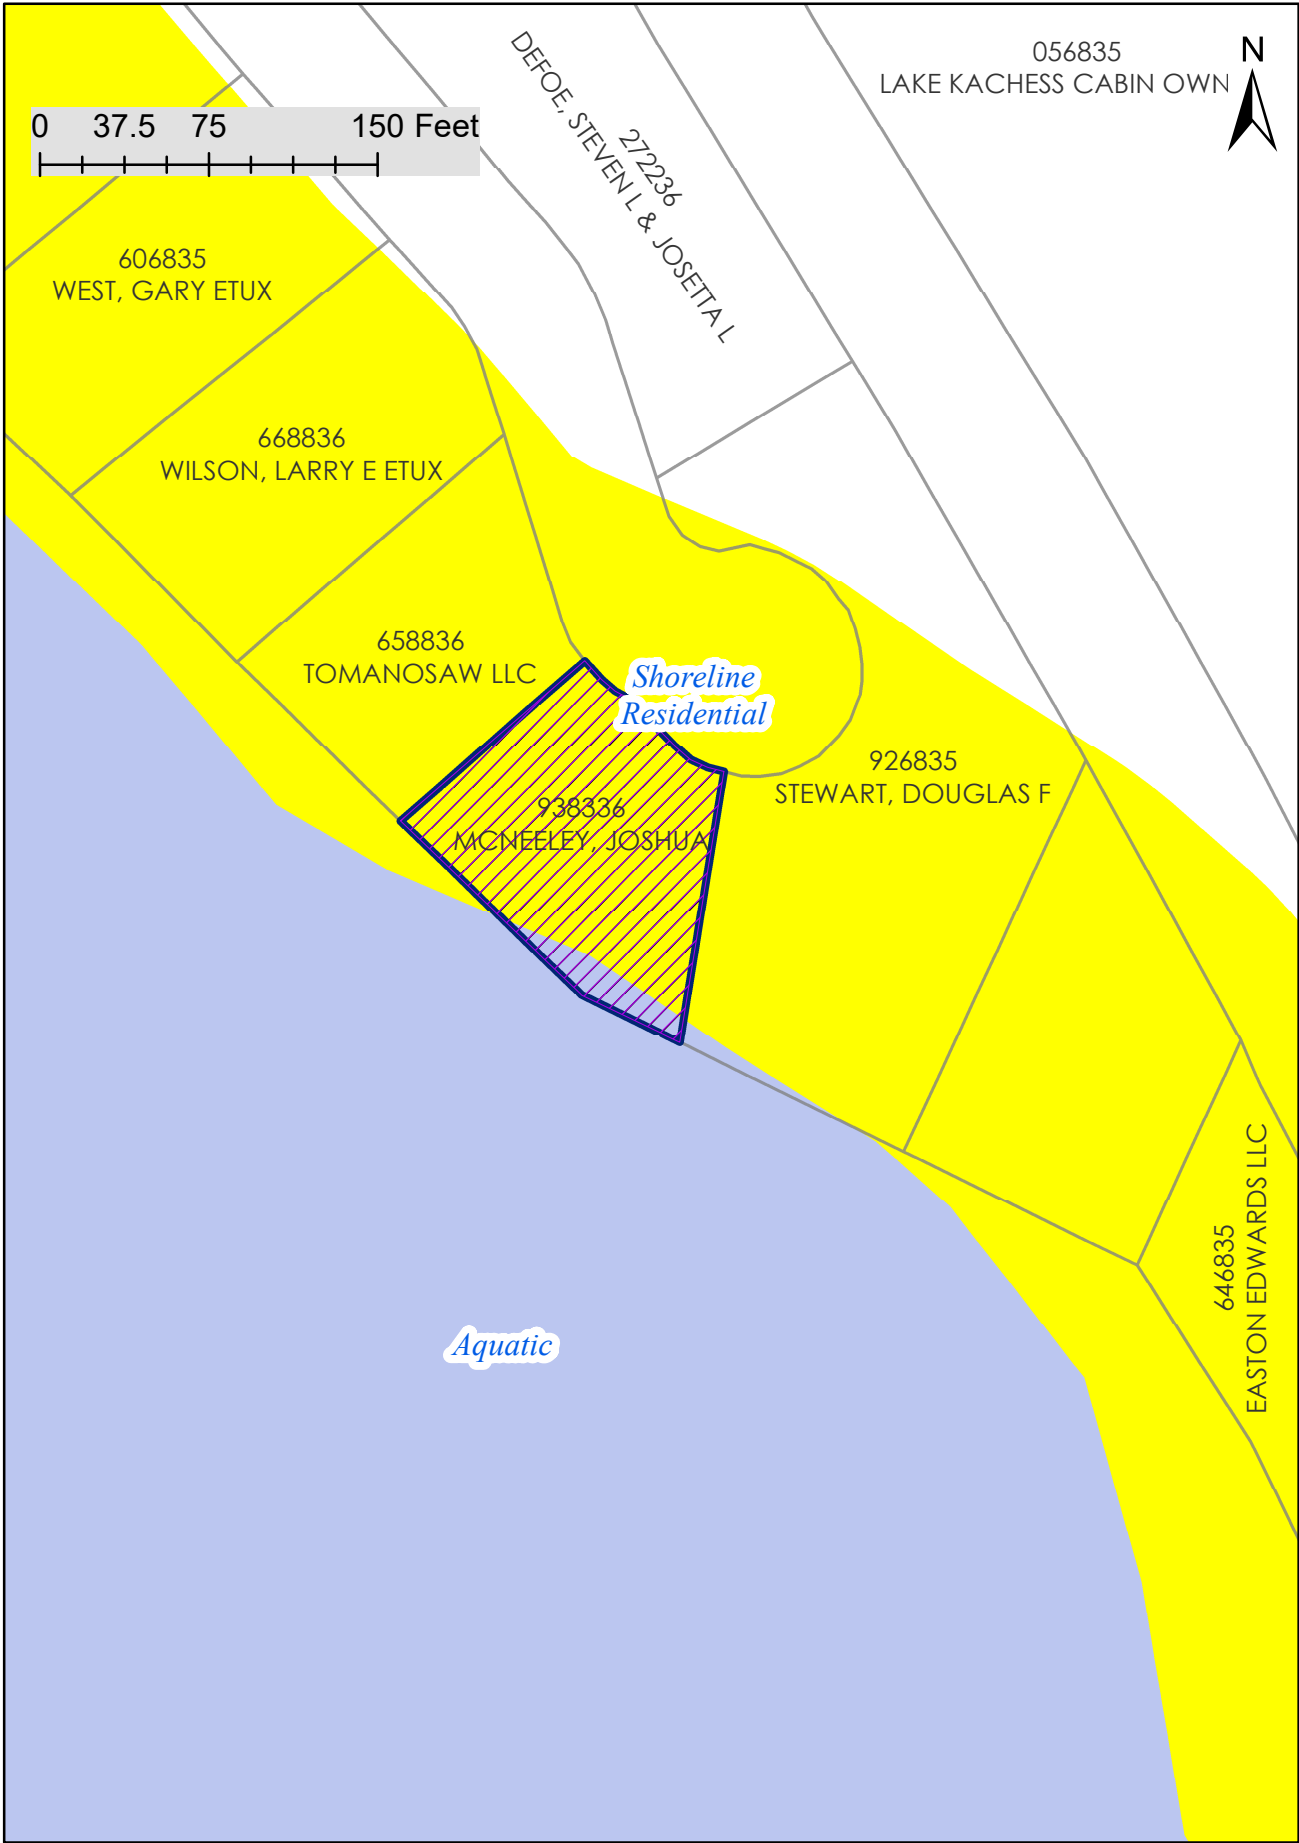 056835
LAKE KACHESS CABIN OWN
N
0 37.5 75 150 Feet
272236
DEFOE, STEVEN L & JOSETTA L
606835
WEST, GARY ETUX
668836
WILSON, LARRY E ETUX
658836
TOMANOSAW LLC
Shoreline
Residential
926835
STEWART, DOUGLAS F
938336
MCNEELEY, JOSHUA
646835
EASTON EDWARDS LLC
Aquatic